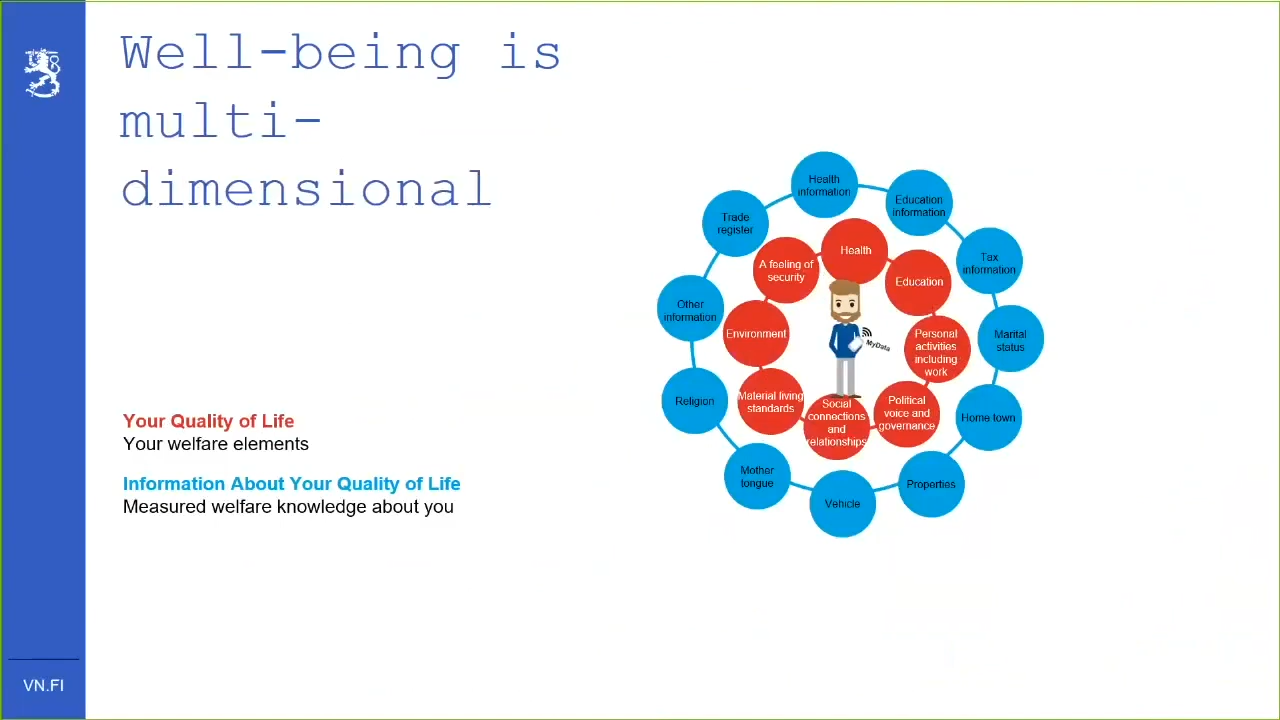 Well-being is
multi-
dimensional
Your Quality of Life
Your welfare elements
Information About Your Quality of Life
Measured welfare knowledge about you
VN.FI
Health
information
Education
information
Tax
information
Marital
status
Home town
Properties
Vehicle
Mother
tongue
Religion
Other
information
Trade
register
Health
Education
Personal
activities
including
work
Political
voice and
governance
Social
connections
and
relationships
Material living
standards
Environment
A feeling of
security
MyData